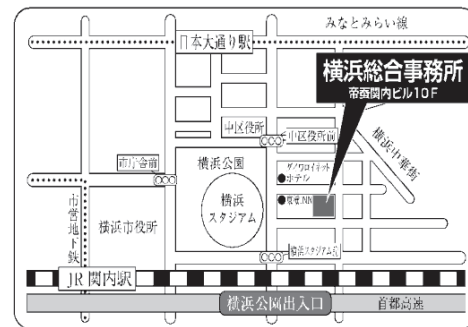 みなとみらい線
日本大通り駅
横浜総合事務所
帝蚕関内ビル10F
中区役所
中区役所前
横浜中華街
市庁舎前
横浜公園
ホテル
横浜
スタジアム
市営地下鉄
横浜市役所
横浜スタジアム前
JR関内駅
横浜公園出入口
首都高速